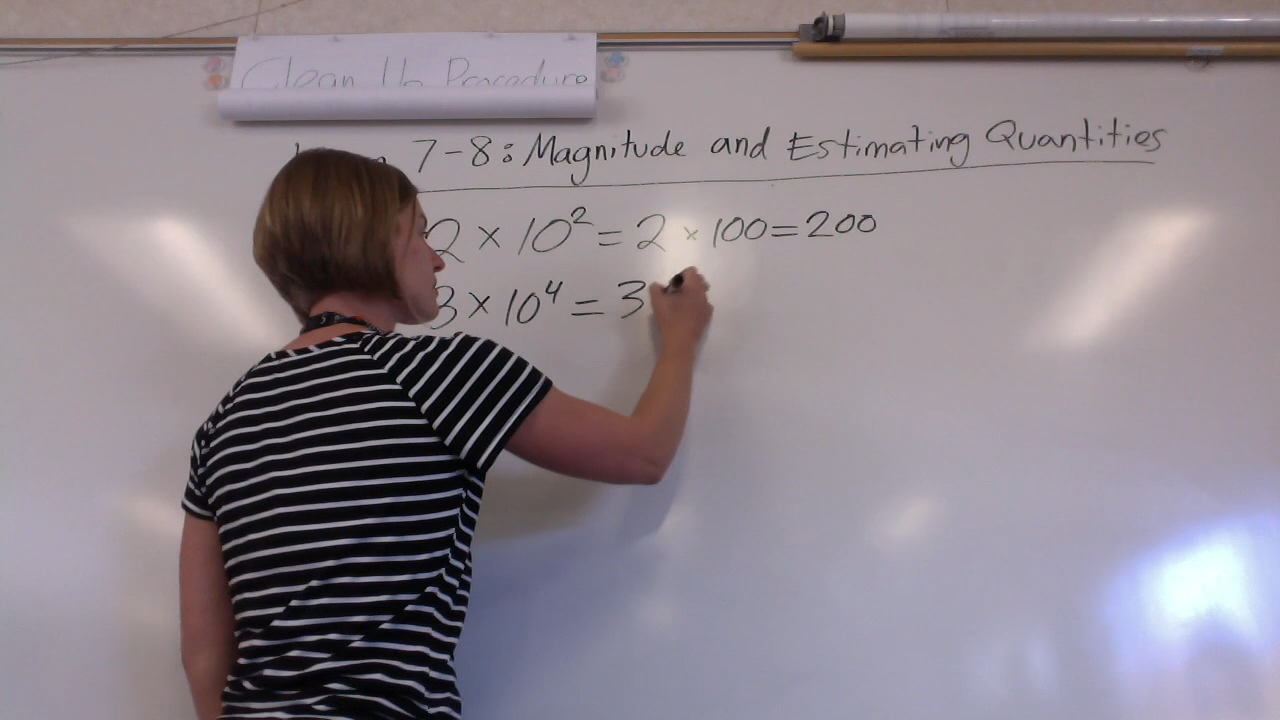 Clean Up Procedure
7-8: Magnitude and Estimating Quantities
2 × 10² = 2 × 100 = 200
3 × 10⁴ = 3